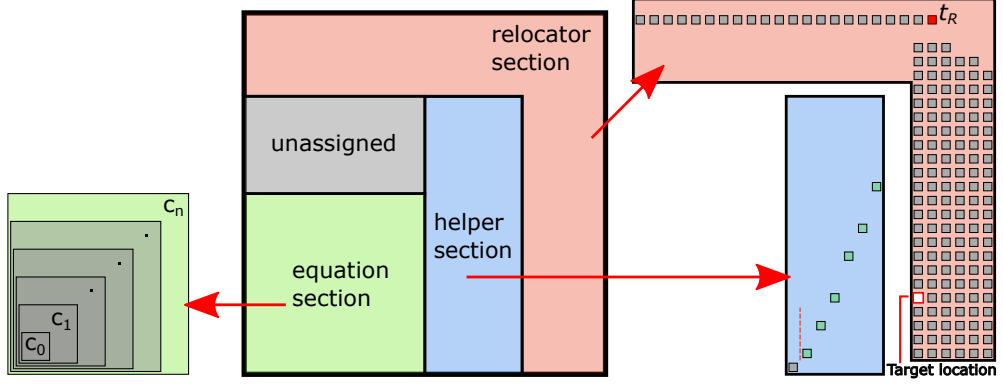 relocator
section
t_R
unassigned
helper
section
equation
section
c_n
c_1
c_0
Target location